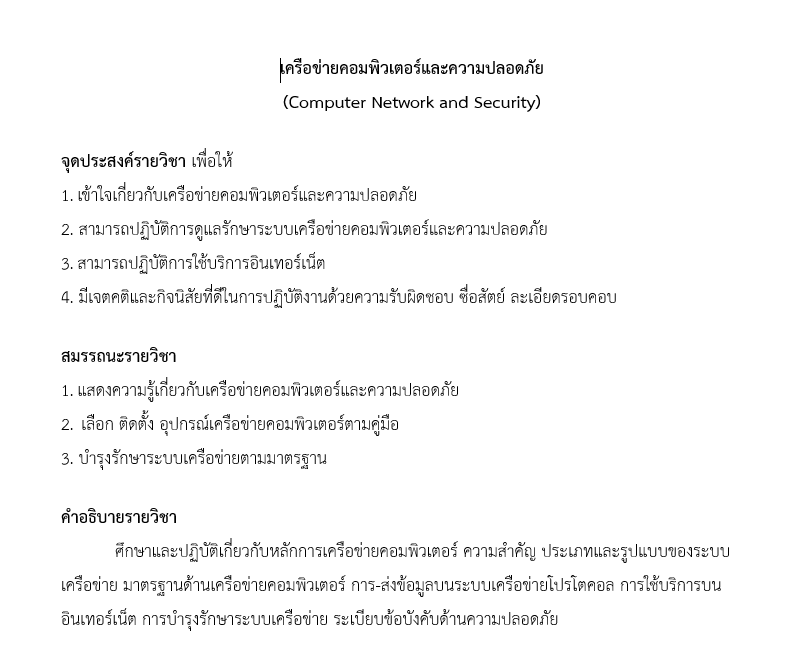 เครือข่ายคอมพิวเตอร์และความปลอดภัย
(Computer Network and Security)
จุดประสงค์รายวิชา เพื่อให้
1. เข้าใจเกี่ยวกับเครือข่ายคอมพิวเตอร์และความปลอดภัย
2. สามารถปฏิบัติการดูแลรักษาระบบเครือข่ายคอมพิวเตอร์และความปลอดภัย
3. สามารถปฏิบัติการใช้บริการอินเทอร์เน็ต
4. มีเจตคติและกิจนิสัยที่ดีในการปฏิบัติงานด้วยความรับผิดชอบ ซื่อสัตย์ ละเอียดรอบคอบ
สมรรถนะรายวิชา
1. แสดงความรู้เกี่ยวกับเครือข่ายคอมพิวเตอร์และความปลอดภัย
2. เลือก ติดตั้ง อุปกรณ์เครือข่ายคอมพิวเตอร์ตามคู่มือ
3. บำรุงรักษาระบบเครือข่ายตามมาตรฐาน
คำอธิบายรายวิชา
ศึกษาและปฏิบัติเกี่ยวกับหลักการเครือข่ายคอมพิวเตอร์ ความสำคัญ ประเภทและรูปแบบของระบบ
เครือข่าย มาตรฐานด้านเครือข่ายคอมพิวเตอร์ การ-ส่งข้อมูลบนระบบเครือข่ายโปรโตคอล การใช้บริการบน
อินเทอร์เน็ต การบำรุงรักษาระบบเครือข่าย ระเบียบข้อบังคับด้านความปลอดภัย